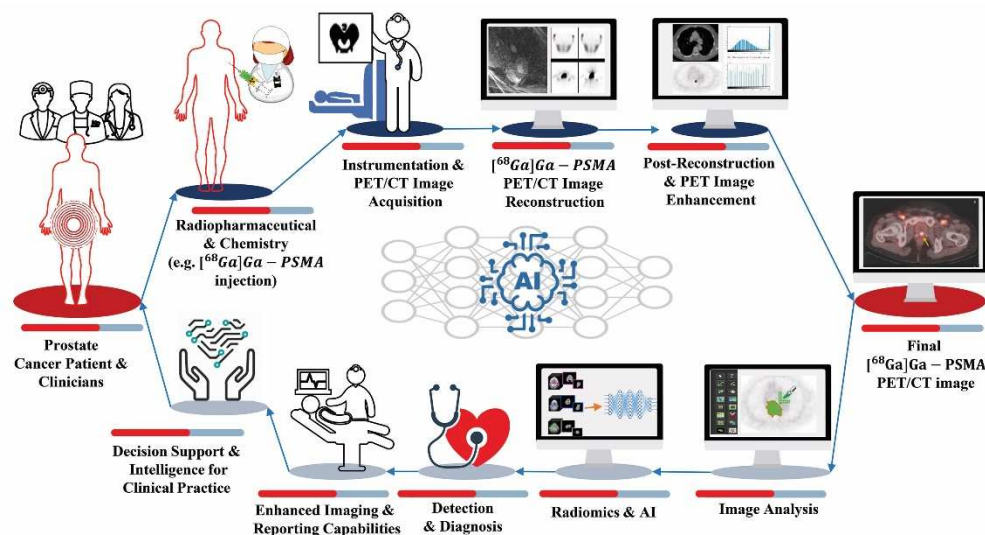 Instrumentation &
PET/CT Image
Acquisition
[⁶⁸Ga]Ga − PSMA
PET/CT Image
Reconstruction
Post-Reconstruction
& PET Image
Enhancement
Radiopharmaceutical
& Chemistry
(e.g. [⁶⁸Ga]Ga − PSMA
injection)
AI
Prostate
Cancer Patient &
Clinicians
Final
[⁶⁸Ga]Ga − PSMA
PET/CT image
Decision Support &
Intelligence for
Clinical Practice
Enhanced Imaging &
Reporting Capabilities
Detection
& Diagnosis
Radiomics & AI
Image Analysis